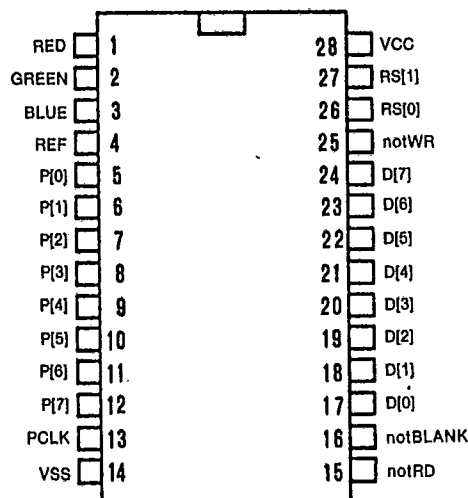 RED 1 28 VCC
GREEN 2 27 RS[1]
BLUE 3 26 RS[0]
REF 4 25 notWR
P[0] 5 24 D[7]
P[1] 6 23 D[6]
P[2] 7 22 D[5]
P[3] 8 21 D[4]
P[4] 9 20 D[3]
P[5] 10 19 D[2]
P[6] 11 18 D[1]
P[7] 12 17 D[0]
PCLK 13 16 notBLANK
VSS 14 15 notRD